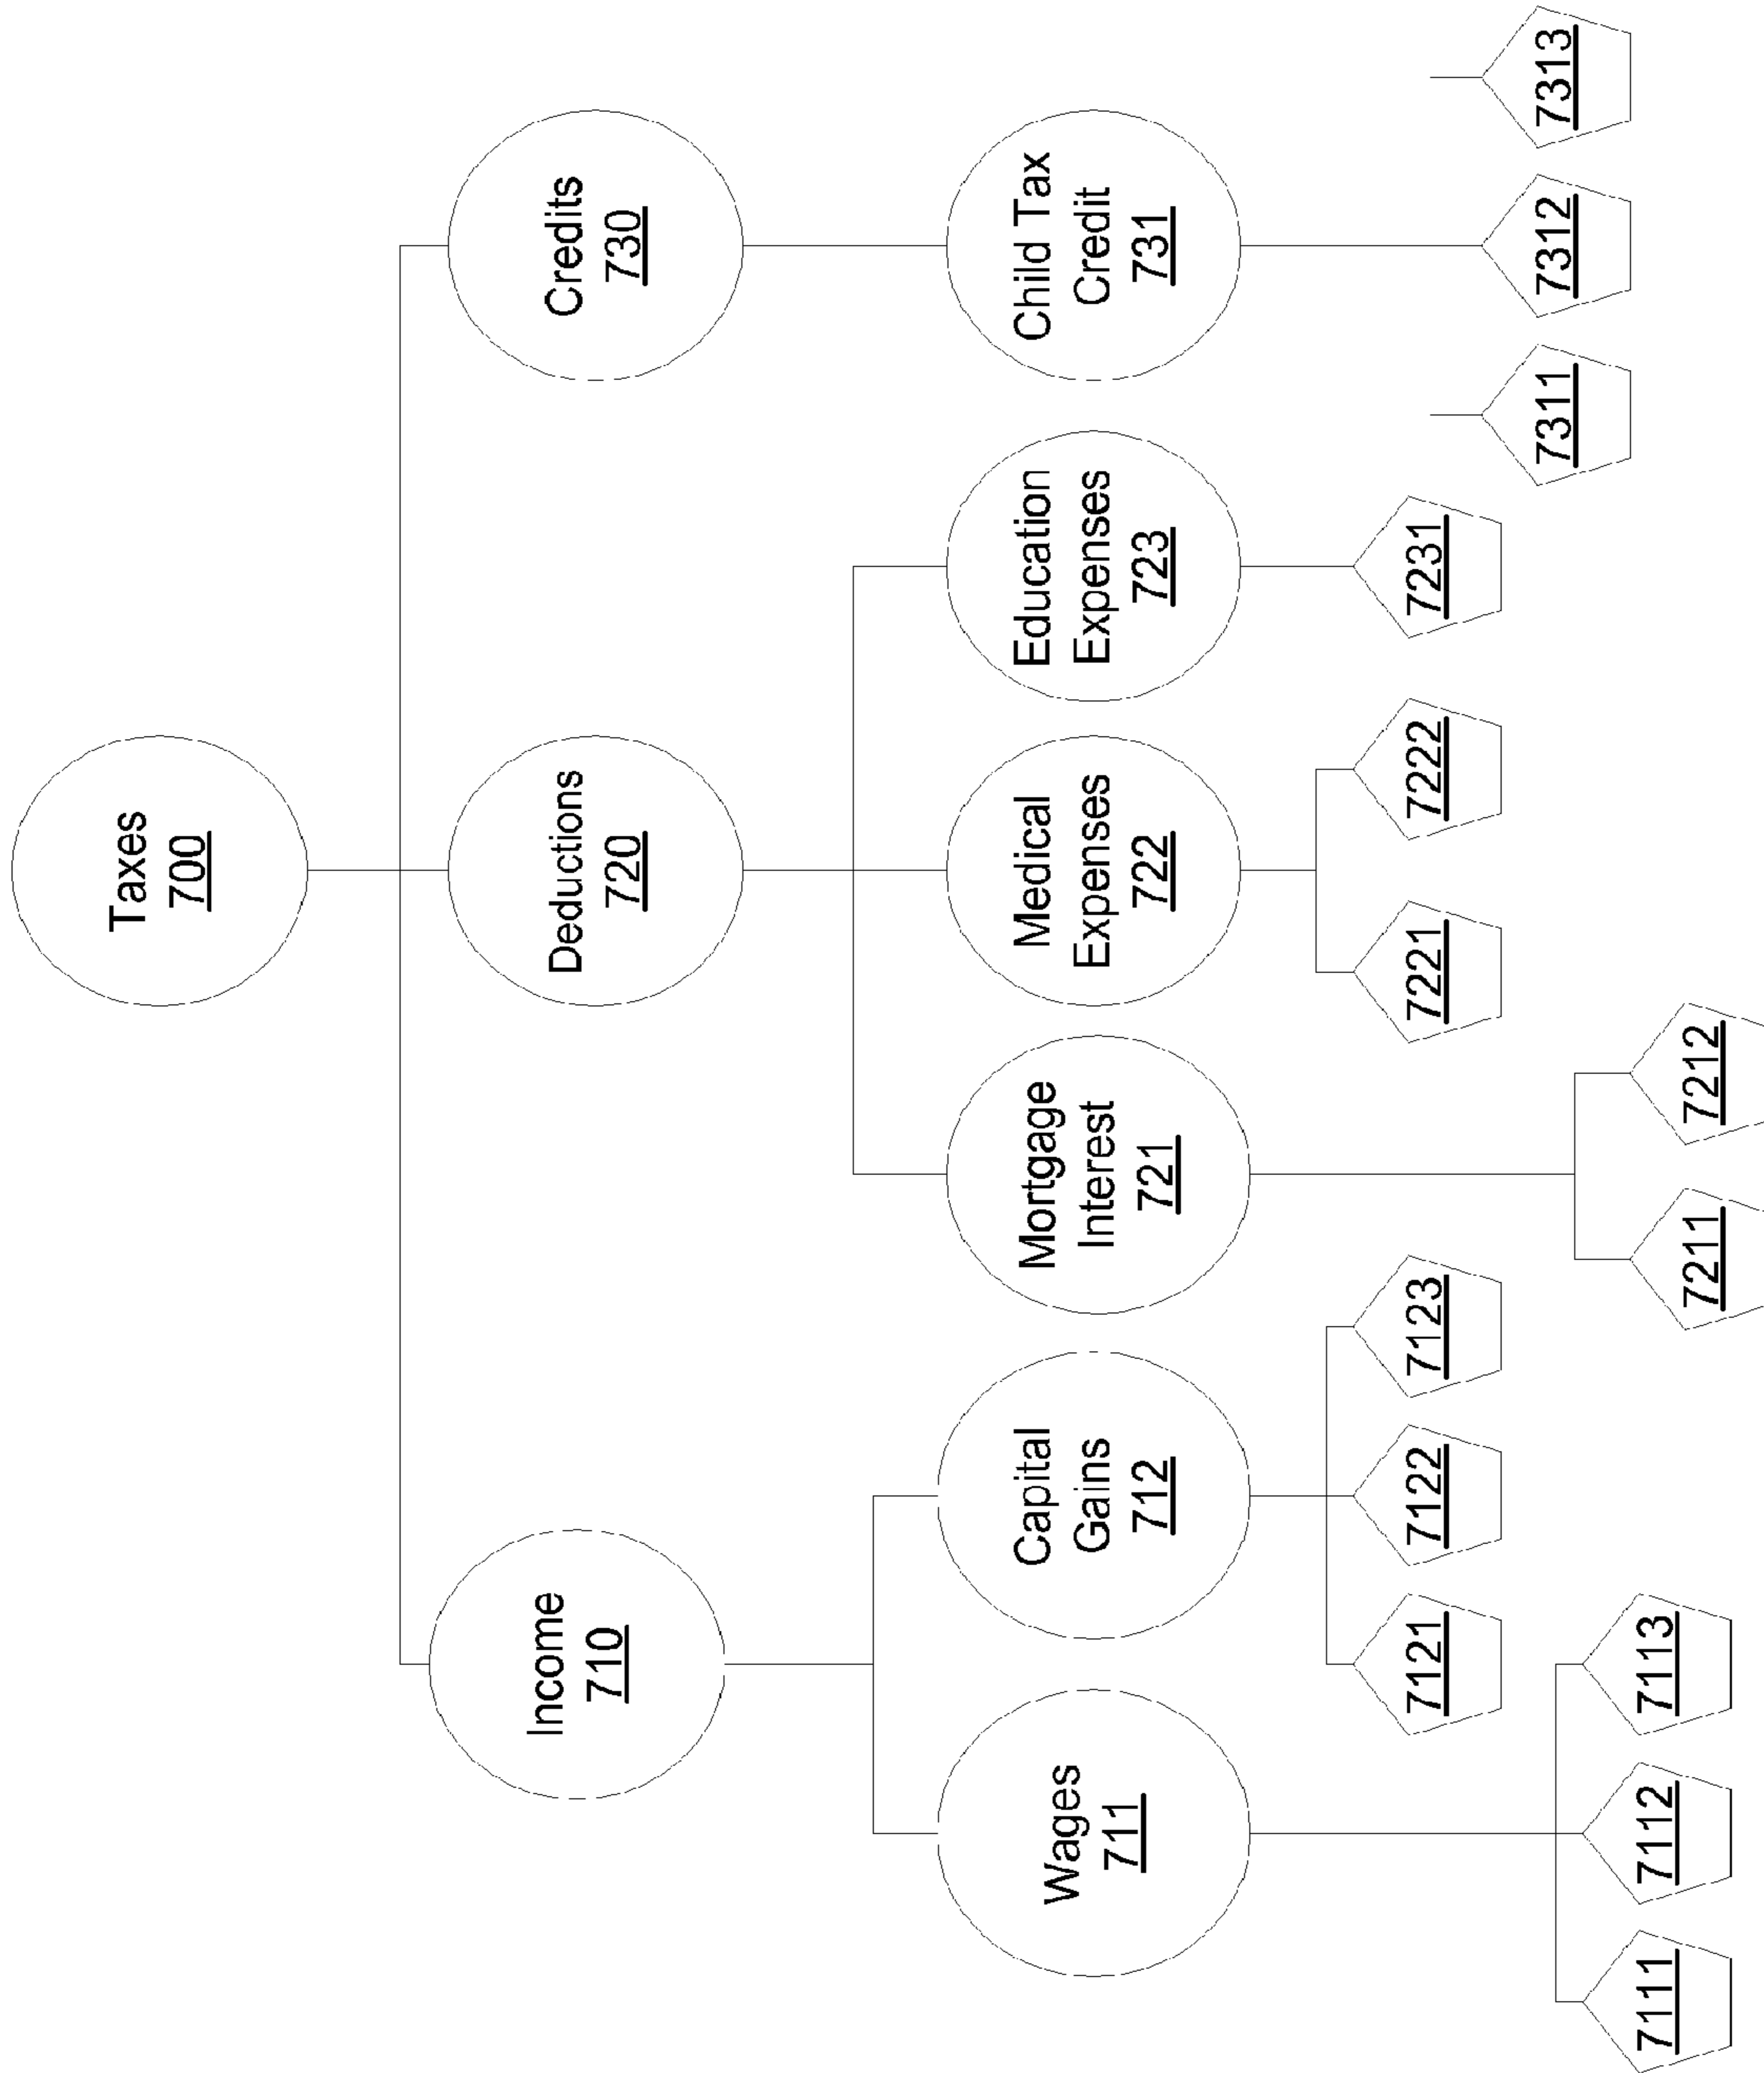 Taxes
700
Income
710
Deductions
720
Credits
730
Wages
711
Capital
Gains
712
Mortgage
Interest
721
Medical
Expenses
722
Education
Expenses
723
Child Tax
Credit
731
7111
7112
7113
7121
7122
7123
7211
7212
7221
7222
7231
7311
7312
7313